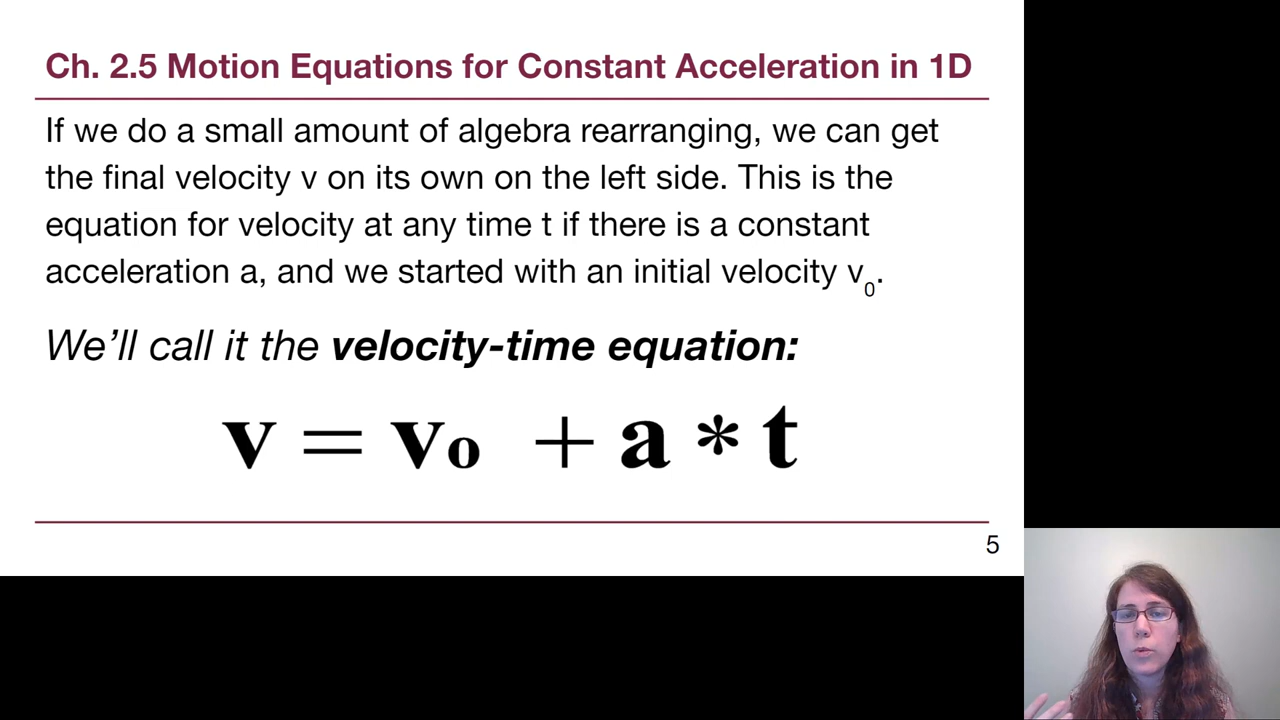 Ch. 2.5 Motion Equations for Constant Acceleration in 1D
If we do a small amount of algebra rearranging, we can get
the final velocity v on its own on the left side. This is the
equation for velocity at any time t if there is a constant
acceleration a, and we started with an initial velocity v₀.
We’ll call it the velocity-time equation:
v = v₀ + a * t
5